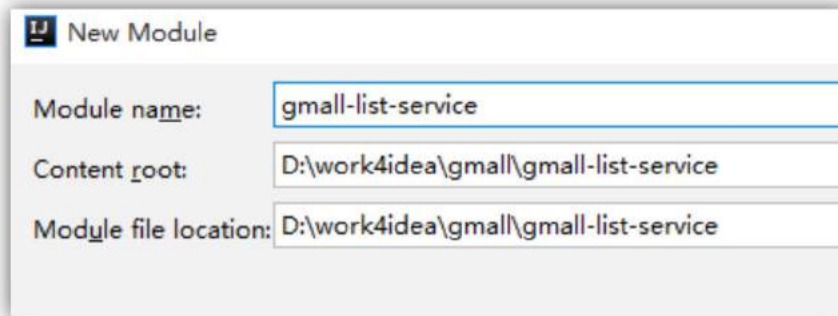 IJ New Module
Module name: gmall-list-service
Content root: D:\work4idea\gmall\gmall-list-service
Module file location: D:\work4idea\gmall\gmall-list-service